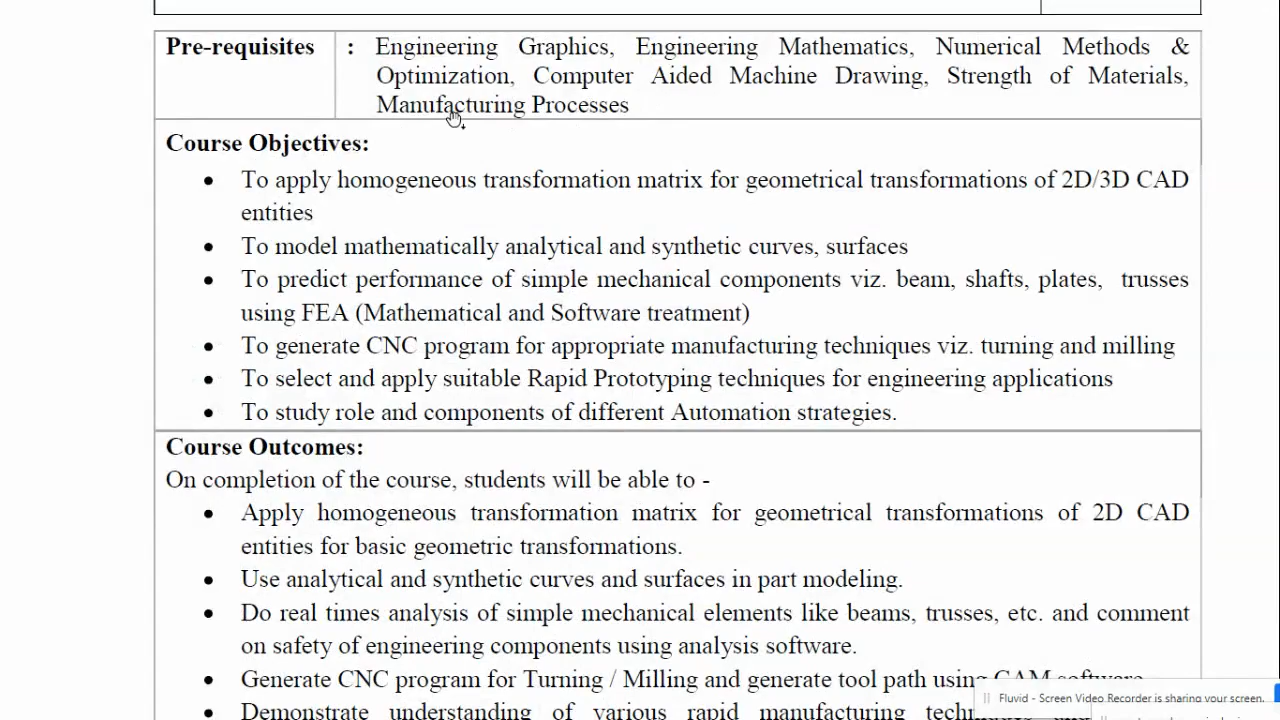 Pre-requisites : Engineering Graphics, Engineering Mathematics, Numerical Methods &
Optimization, Computer Aided Machine Drawing, Strength of Materials,
Manufacturing Processes
Course Objectives:
• To apply homogeneous transformation matrix for geometrical transformations of 2D/3D CAD
entities
• To model mathematically analytical and synthetic curves, surfaces
• To predict performance of simple mechanical components viz. beam, shafts, plates, trusses
using FEA (Mathematical and Software treatment)
• To generate CNC program for appropriate manufacturing techniques viz. turning and milling
• To select and apply suitable Rapid Prototyping techniques for engineering applications
• To study role and components of different Automation strategies.
Course Outcomes:
On completion of the course, students will be able to -
• Apply homogeneous transformation matrix for geometrical transformations of 2D CAD
entities for basic geometric transformations.
• Use analytical and synthetic curves and surfaces in part modeling.
• Do real times analysis of simple mechanical elements like beams, trusses, etc. and comment
on safety of engineering components using analysis software.
• Generate CNC program for Turning / Milling and generate tool path using CAM software.
Fluvid - Screen Video Recorder is sharing your screen.
• Demonstrate understanding of various rapid manufacturing